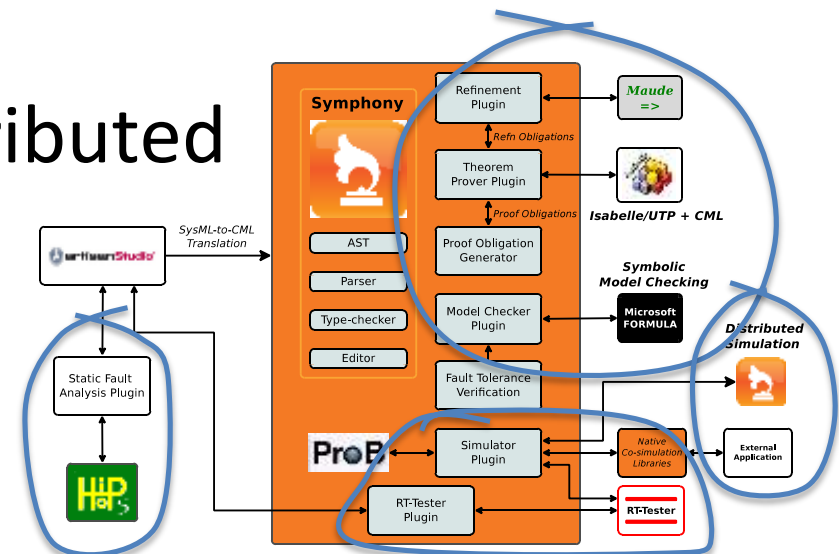 ributed
Symphony
AST
Parser
Type-checker
Editor
Refinement
Plugin
Refn Obligations
Theorem
Prover Plugin
Proof Obligations
Proof Obligation
Generator
Model Checker
Plugin
Fault Tolerance
Verification
Simulator
Plugin
RT-Tester
Plugin
ProB
Maude
=>
Isabelle/UTP + CML
Symbolic
Model Checking
Microsoft
FORMULA
Distributed
Simulation
Native
Co-simulation
Libraries
External
Application
RT-Tester
SysML-to-CML
Translation
Studio
Static Fault
Analysis Plugin